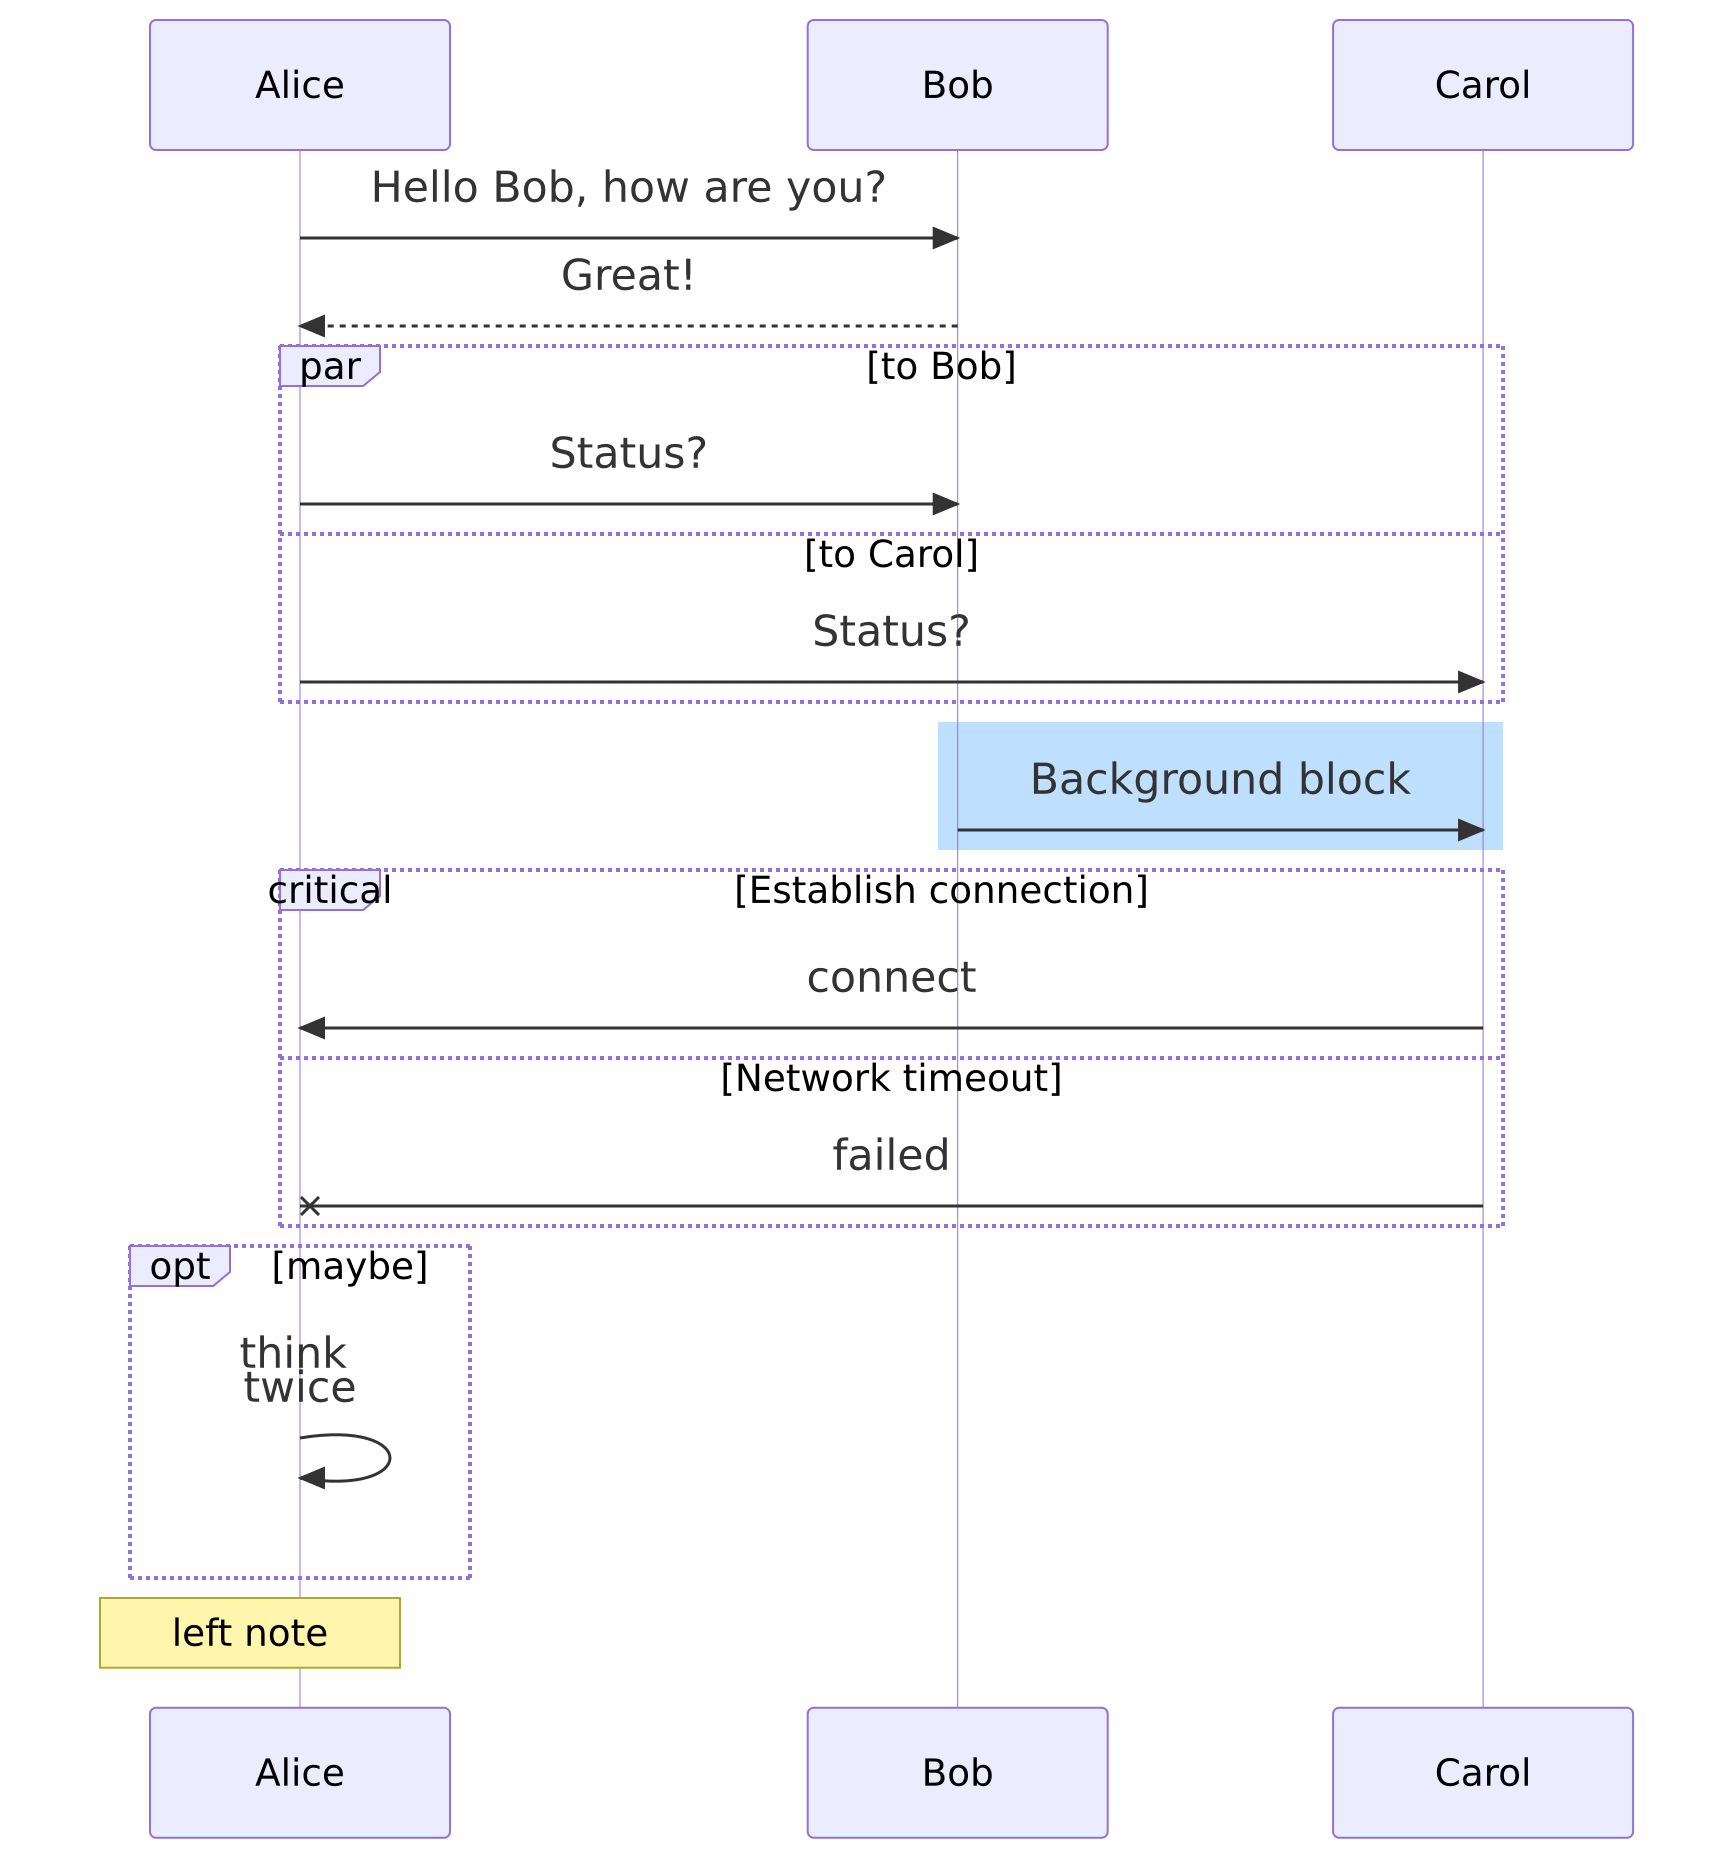 Alice
Bob
Carol
Hello Bob, how are you?
Great!
par
[to Bob]
Status?
[to Carol]
Status?
Background block
critical
[Establish connection]
connect
[Network timeout]
failed
opt
[maybe]
think
twice
left note
Alice
Bob
Carol